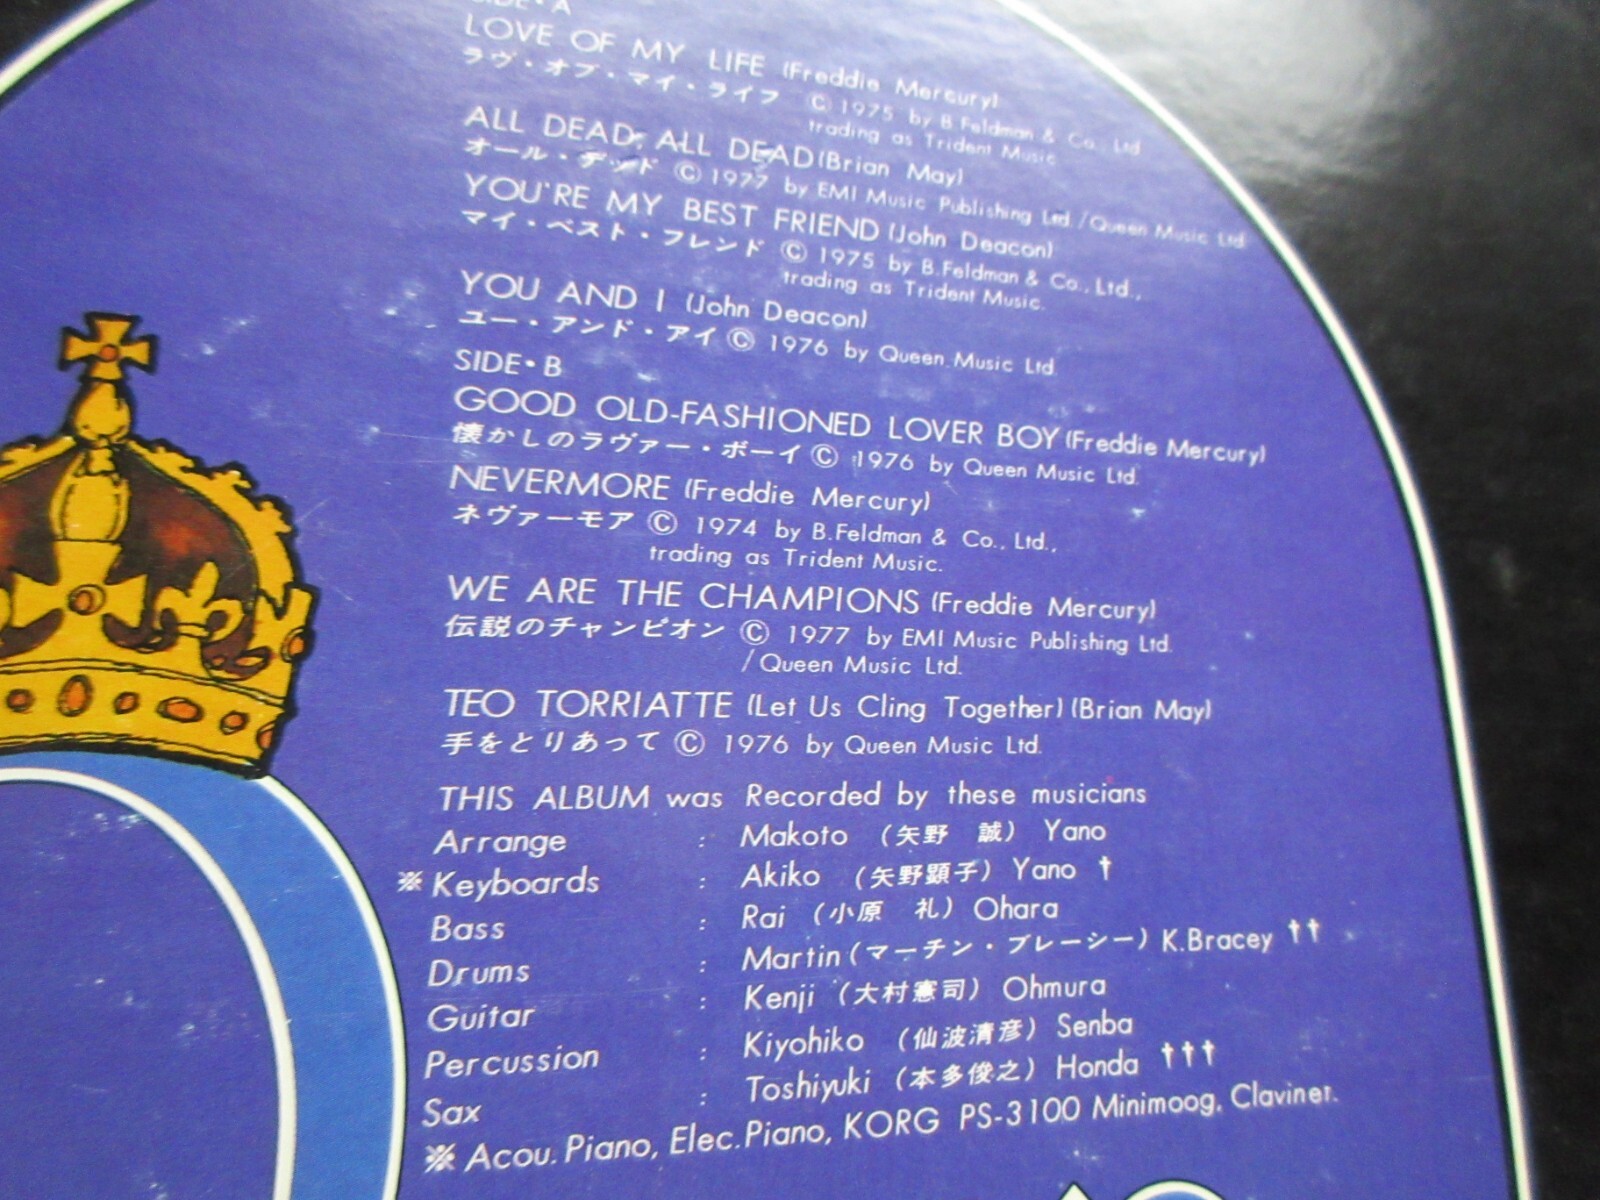 SIDE・A
LOVE OF MY LIFE (Freddie Mercury)
ラヴ・オブ・マイ・ライフ Ⓒ 1975 by B.Feldman & Co., Ltd
trading as Trident Music
ALL DEAD, ALL DEAD (Brian May)
オール・デッド Ⓒ 1977 by EMI Music Publishing Ltd /Queen Music Ltd
YOU'RE MY BEST FRIEND (John Deacon)
マイ・ベスト・フレンド Ⓒ 1975 by B.Feldman & Co., Ltd.,
trading as Trident Music.
YOU AND I (John Deacon)
ユー・アンド・アイ Ⓒ 1976 by Queen Music Ltd.
SIDE・B
GOOD OLD-FASHIONED LOVER BOY (Freddie Mercury)
懐かしのラヴァー・ボーイ Ⓒ 1976 by Queen Music Ltd.
NEVERMORE (Freddie Mercury)
ネヴァーモア Ⓒ 1974 by B.Feldman & Co., Ltd.,
trading as Trident Music.
WE ARE THE CHAMPIONS (Freddie Mercury)
伝説のチャンピオン Ⓒ 1977 by EMI Music Publishing Ltd.
/Queen Music Ltd.
TEO TORRIATTE (Let Us Cling Together) (Brian May)
手をとりあって Ⓒ 1976 by Queen Music Ltd.
THIS ALBUM was Recorded by these musicians
Arrange : Makoto (矢野 誠) Yano
※Keyboards : Akiko (矢野顕子) Yano †
Bass : Rai (小原 礼) Ohara
Drums : Martin (マーチン・ブレーシー) K.Bracey ††
Guitar : Kenji (大村憲司) Ohmura
Percussion : Kiyohiko (仙波清彦) Senba
Sax : Toshiyuki (本多俊之) Honda †††
※ Acou. Piano, Elec. Piano, KORG PS-3100 Minimoog, Clavinet.